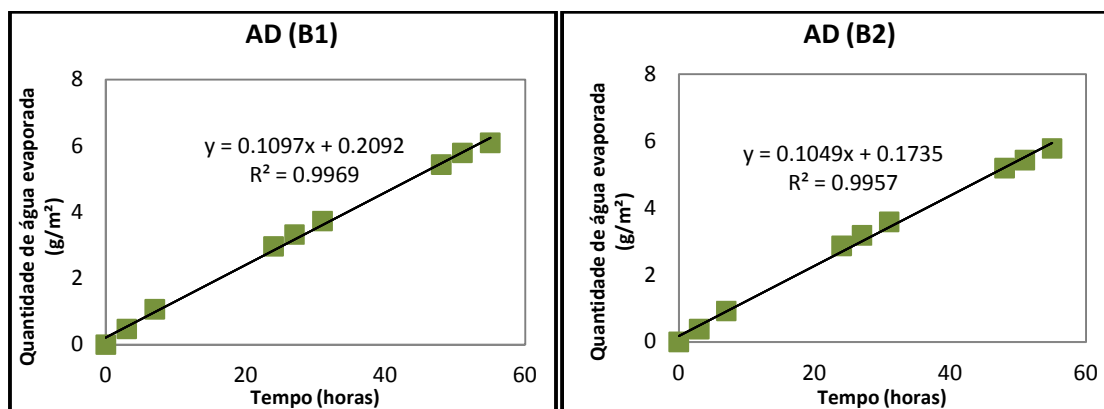 AD (B1)
Quantidade de água evaporada
(g/m²)
8
6
4
2
0
y = 0.1097x + 0.2092
R² = 0.9969
0
20
40
60
Tempo (horas)
AD (B2)
Quantidade de água evaporada
(g/m²)
8
6
4
2
0
y = 0.1049x + 0.1735
R² = 0.9957
0
20
40
60
Tempo (horas)